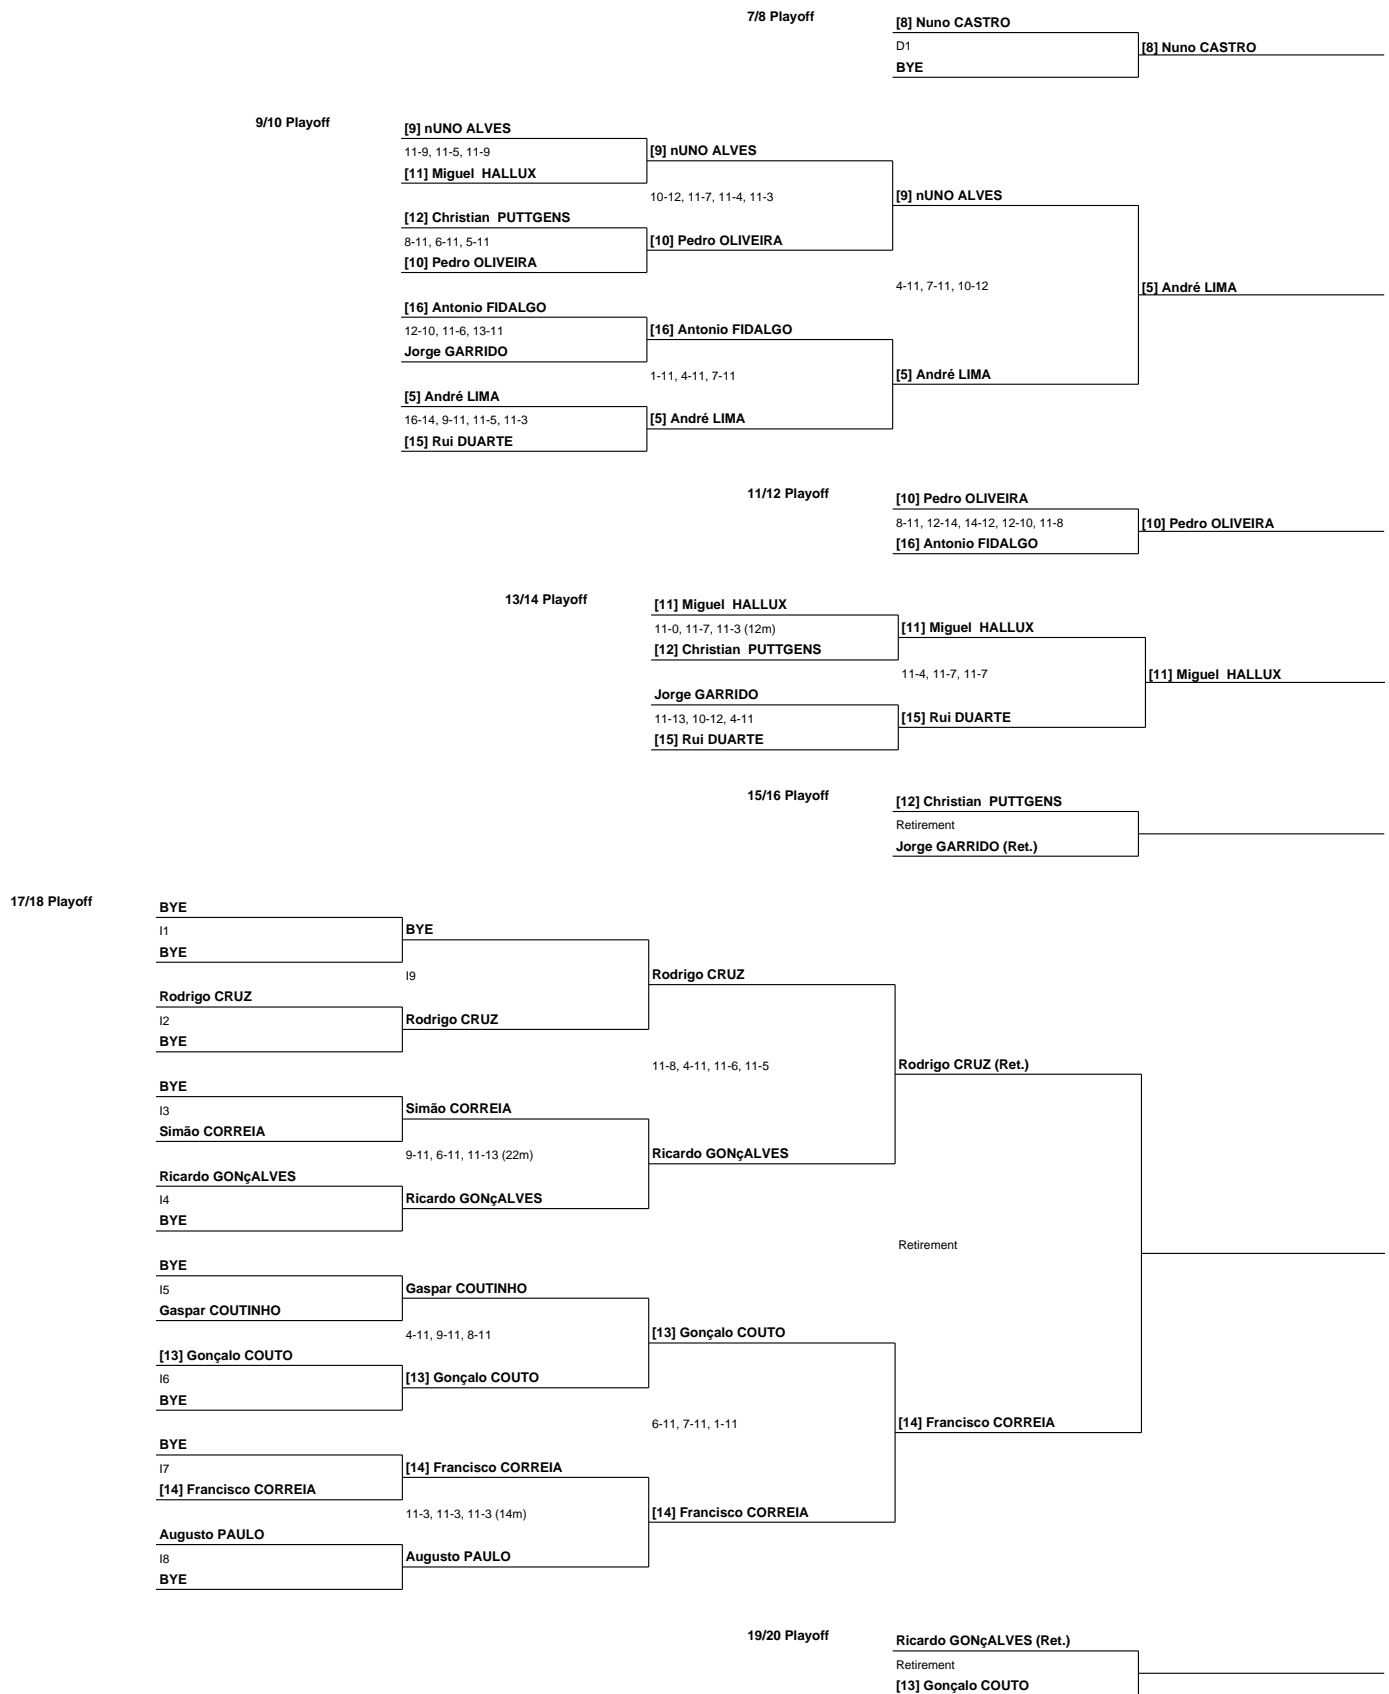 7/8 Playoff
[8] Nuno CASTRO
D1
[8] Nuno CASTRO
BYE
9/10 Playoff
[9] nUNO ALVES
11-9, 11-5, 11-9
[9] nUNO ALVES
[11] Miguel HALLUX
10-12, 11-7, 11-4, 11-3
[9] nUNO ALVES
[12] Christian PUTTGENS
8-11, 6-11, 5-11
[10] Pedro OLIVEIRA
[10] Pedro OLIVEIRA
4-11, 7-11, 10-12
[5] André LIMA
[16] Antonio FIDALGO
12-10, 11-6, 13-11
[16] Antonio FIDALGO
Jorge GARRIDO
1-11, 4-11, 7-11
[5] André LIMA
[5] André LIMA
16-14, 9-11, 11-5, 11-3
[5] André LIMA
[15] Rui DUARTE
11/12 Playoff
[10] Pedro OLIVEIRA
8-11, 12-14, 14-12, 12-10, 11-8
[10] Pedro OLIVEIRA
[16] Antonio FIDALGO
13/14 Playoff
[11] Miguel HALLUX
11-0, 11-7, 11-3 (12m)
[11] Miguel HALLUX
[12] Christian PUTTGENS
11-4, 11-7, 11-7
[11] Miguel HALLUX
Jorge GARRIDO
11-13, 10-12, 4-11
[15] Rui DUARTE
[15] Rui DUARTE
15/16 Playoff
[12] Christian PUTTGENS
Retirement
Jorge GARRIDO (Ret.)
17/18 Playoff
BYE
I1
BYE
BYE
I9
Rodrigo CRUZ
Rodrigo CRUZ
I2
Rodrigo CRUZ
BYE
11-8, 4-11, 11-6, 11-5
Rodrigo CRUZ (Ret.)
BYE
I3
Simão CORREIA
Simão CORREIA
9-11, 6-11, 11-13 (22m)
Ricardo GONçALVES
Ricardo GONçALVES
I4
Ricardo GONçALVES
BYE
Retirement
BYE
I5
Gaspar COUTINHO
Gaspar COUTINHO
4-11, 9-11, 8-11
[13] Gonçalo COUTO
[13] Gonçalo COUTO
I6
[13] Gonçalo COUTO
BYE
6-11, 7-11, 1-11
[14] Francisco CORREIA
BYE
I7
[14] Francisco CORREIA
[14] Francisco CORREIA
11-3, 11-3, 11-3 (14m)
[14] Francisco CORREIA
Augusto PAULO
I8
Augusto PAULO
BYE
19/20 Playoff
Ricardo GONçALVES (Ret.)
Retirement
[13] Gonçalo COUTO